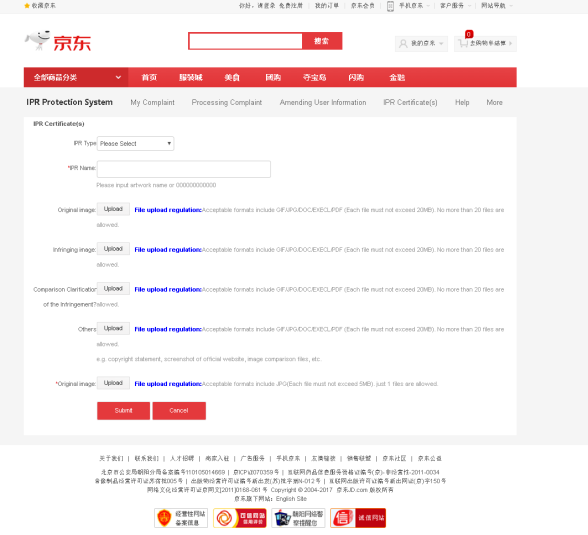 收藏京东
你好，请登录 免费注册 | 我的订单 | 京东会员 | 手机京东 | 客户服务 | 网站导航
京东
搜索
我的京东
0
去购物车结算 >
全部商品分类 首页 服装城 美食 团购 夺宝岛 闪购 金融
IPR Protection System My Complaint Processing Complaint Amending User Information IPR Certificate(s) Help More
IPR Certificate(s)
IPR Type Please Select
*IPR Name:
Please input artwork name or 000000000000
Original image: Upload File upload regulation:Acceptable formats include GIF/JPG/DOC/EXEC/JPDF (Each file must not exceed 20MB). No more than 20 files are
allowed.
Infringing image: Upload File upload regulation:Acceptable formats include GIF/JPG/DOC/EXEC/JPDF (Each file must not exceed 20MB). No more than 20 files are
allowed.
Comparison Clarification Upload File upload regulation:Acceptable formats include GIF/JPG/DOC/EXEC/JPDF (Each file must not exceed 20MB). No more than 20 files are
of the Infringement?allowed.
Others Upload File upload regulation:Acceptable formats include GIF/JPG/DOC/EXEC/JPDF (Each file must not exceed 20MB). No more than 20 files are
allowed.
e.g. copyright statement, screenshot of official website, image comparison files, etc.
*Original image: Upload File upload regulation:Acceptable formats include JPG(Each file must not exceed 5MB). just 1 files are allowed.
Submit Cancel
关于我们 | 联系我们 | 人才招聘 | 商家入驻 | 广告服务 | 手机京东 | 友情链接 | 销售联盟 | 京东社区 | 京东公益
北京市公安局朝阳分局备案编号110105014669 | 京ICP证070359号 | 互联网药品信息服务资格证编号(京)-非经营性-2011-0034
音像制品经营许可证苏宿批005号 | 出版物经营许可证编号新出发(苏)批字第N-012号 | 互联网出版许可证编号新出网证(京)字150号
网络文化经营许可证京网文[2011]0168-061号 Copyright © 2004-2017 京东JD.com 版权所有
京东旗下网站：English Site
经营性网站
备案信息
可信网站
朝阳网络警
察提醒您
信 诚信网站